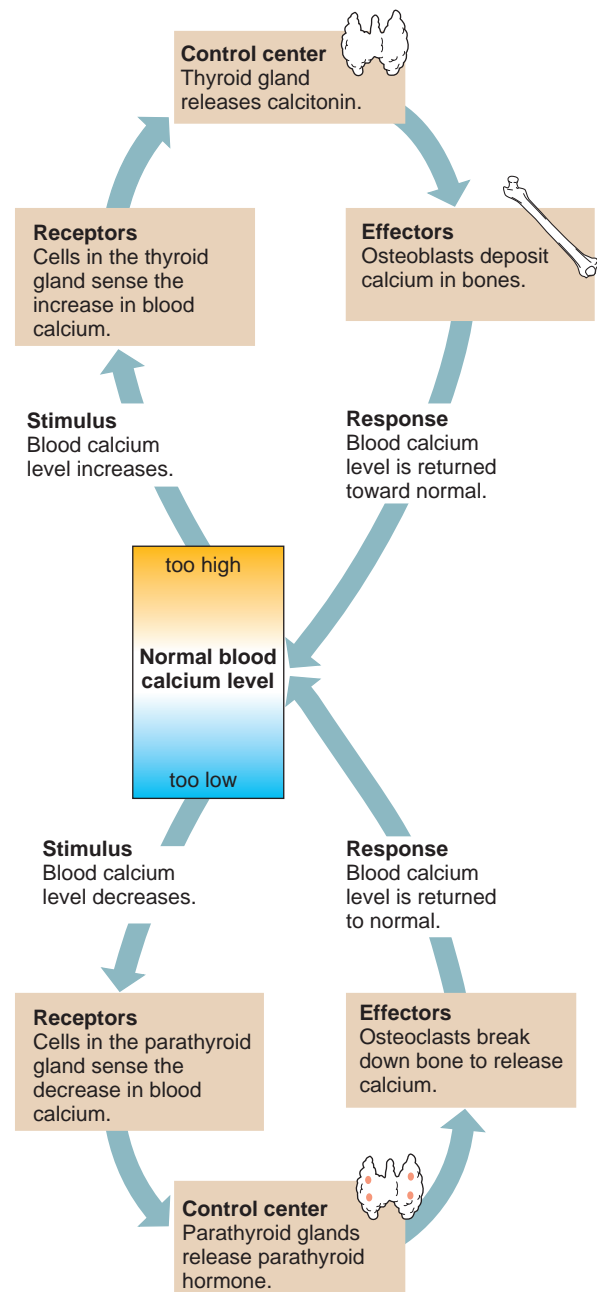 Control center
Thyroid gland
releases calcitonin.
Receptors
Cells in the thyroid
gland sense the
increase in blood
calcium.
Effectors
Osteoblasts deposit
calcium in bones.
Stimulus
Blood calcium
level increases.
Response
Blood calcium
level is returned
toward normal.
too high
Normal blood
calcium level
too low
Stimulus
Blood calcium
level decreases.
Response
Blood calcium
level is returned
to normal.
Receptors
Cells in the parathyroid
gland sense the
decrease in blood
calcium.
Effectors
Osteoclasts break
down bone to release
calcium.
Control center
Parathyroid glands
release parathyroid
hormone.